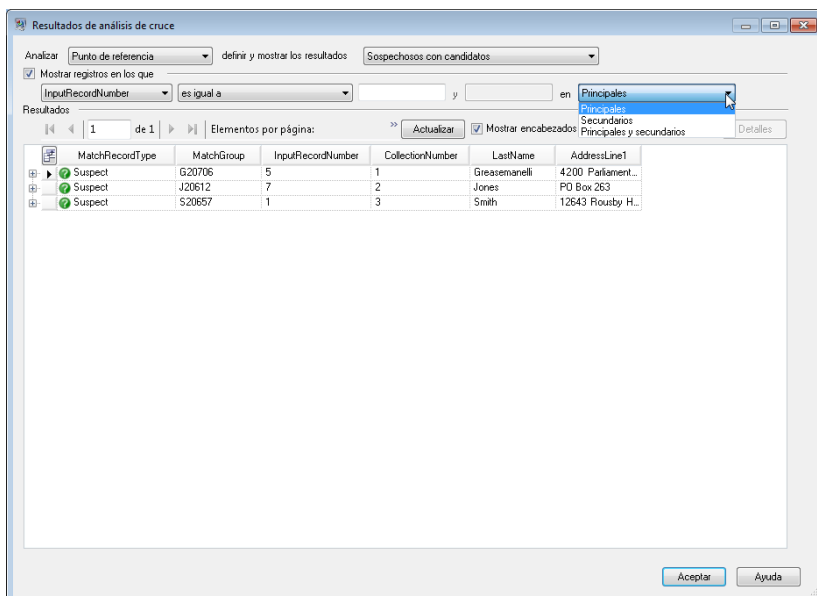 Resultados de análisis de cruce
Analizar Punto de referencia definir y mostrar los resultados Sospechosos con candidatos
Mostrar registros en los que
InputRecordNumber es igual a y en Principales
Principales
Secundarios
Principales y secundarios
Resultados
1 de 1 Elementos por página: » Actualizar Mostrar encabezados Detalles
MatchRecordType MatchGroup InputRecordNumber CollectionNumber LastName AddressLine1
Suspect G20706 5 1 Greasemanelli 4200 Parliament...
Suspect J20612 7 2 Jones PO Box 263
Suspect S20657 1 3 Smith 12643 Rousby H...
Aceptar Ayuda